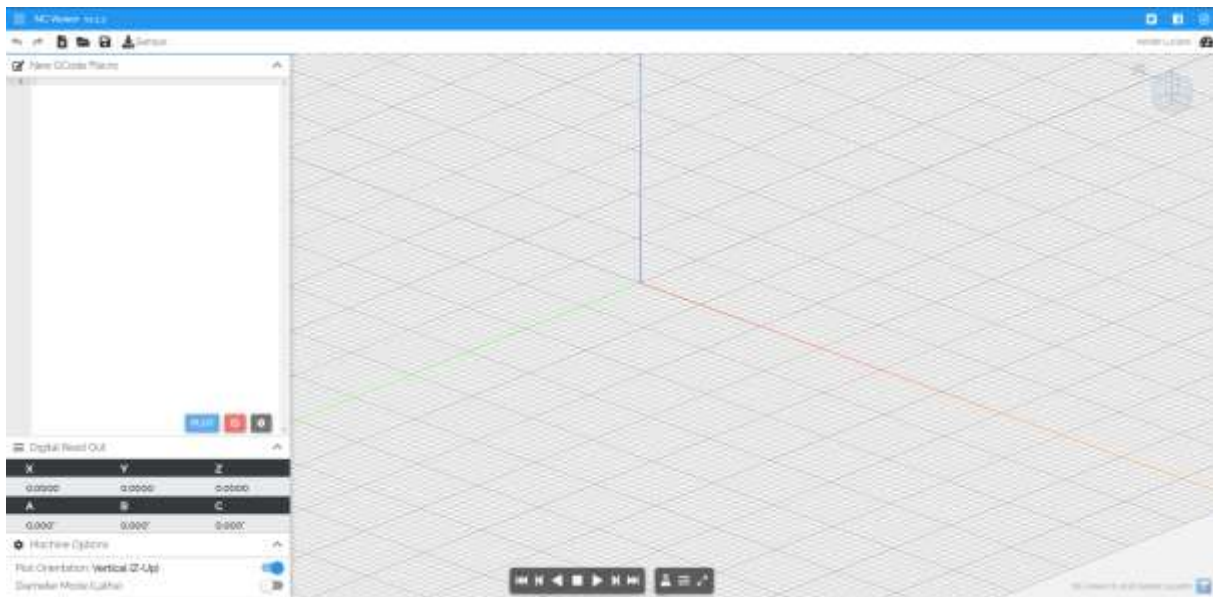 NC Viewer
New GCode File
PLOT
Digital Read Out
X Y Z
0.0000 0.0000 0.0000
A B C
0.000° 0.000° 0.000°
Machine Options
Plot Orientation: Vertical (Z-Up)
Diameter Mode (Lathe)